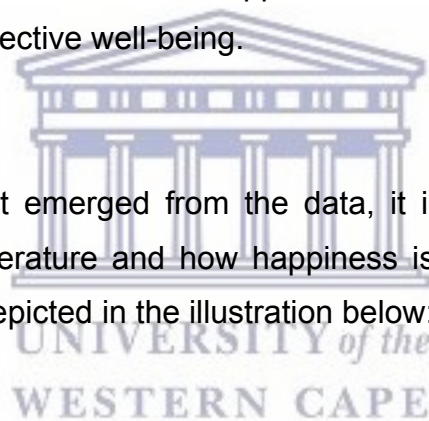 ective well-being.
t emerged from the data, it i
erature and how happiness is
epicted in the illustration below:
UNIVERSITY of the
WESTERN CAPE